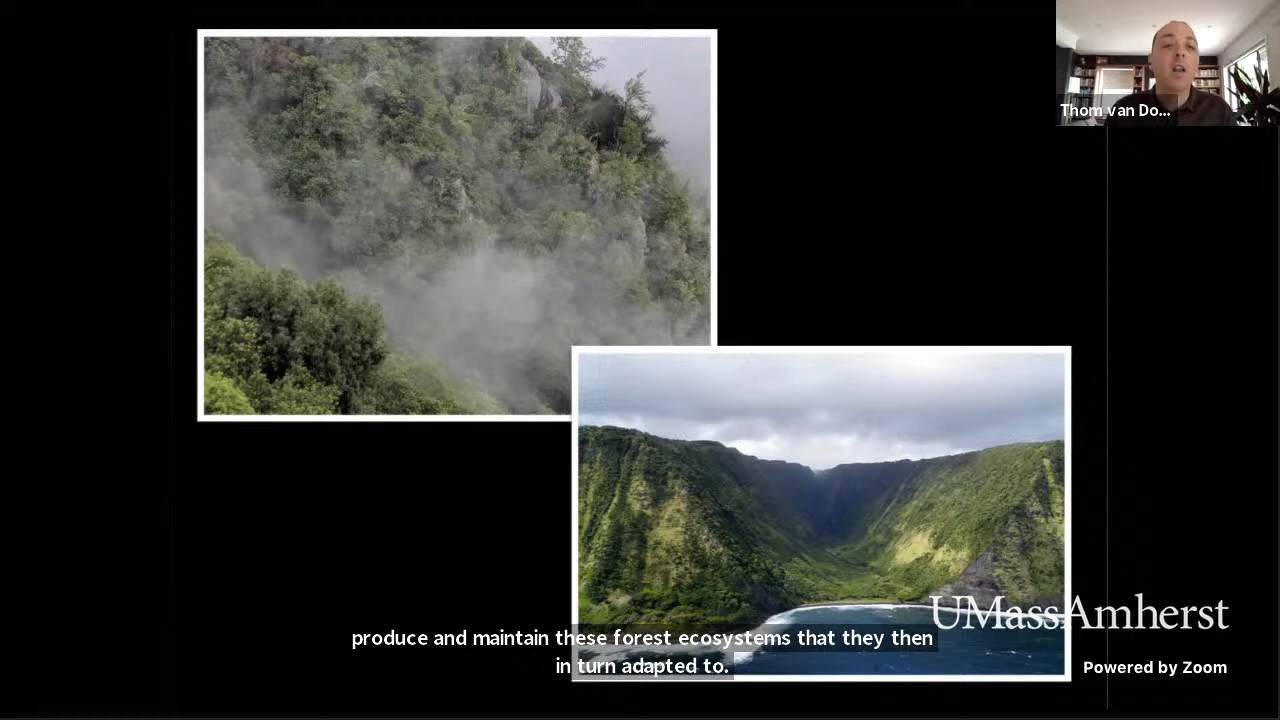 Thom van Do...
UMassAmherst
produce and maintain these forest ecosystems that they then
in turn adapted to.
Powered by Zoom